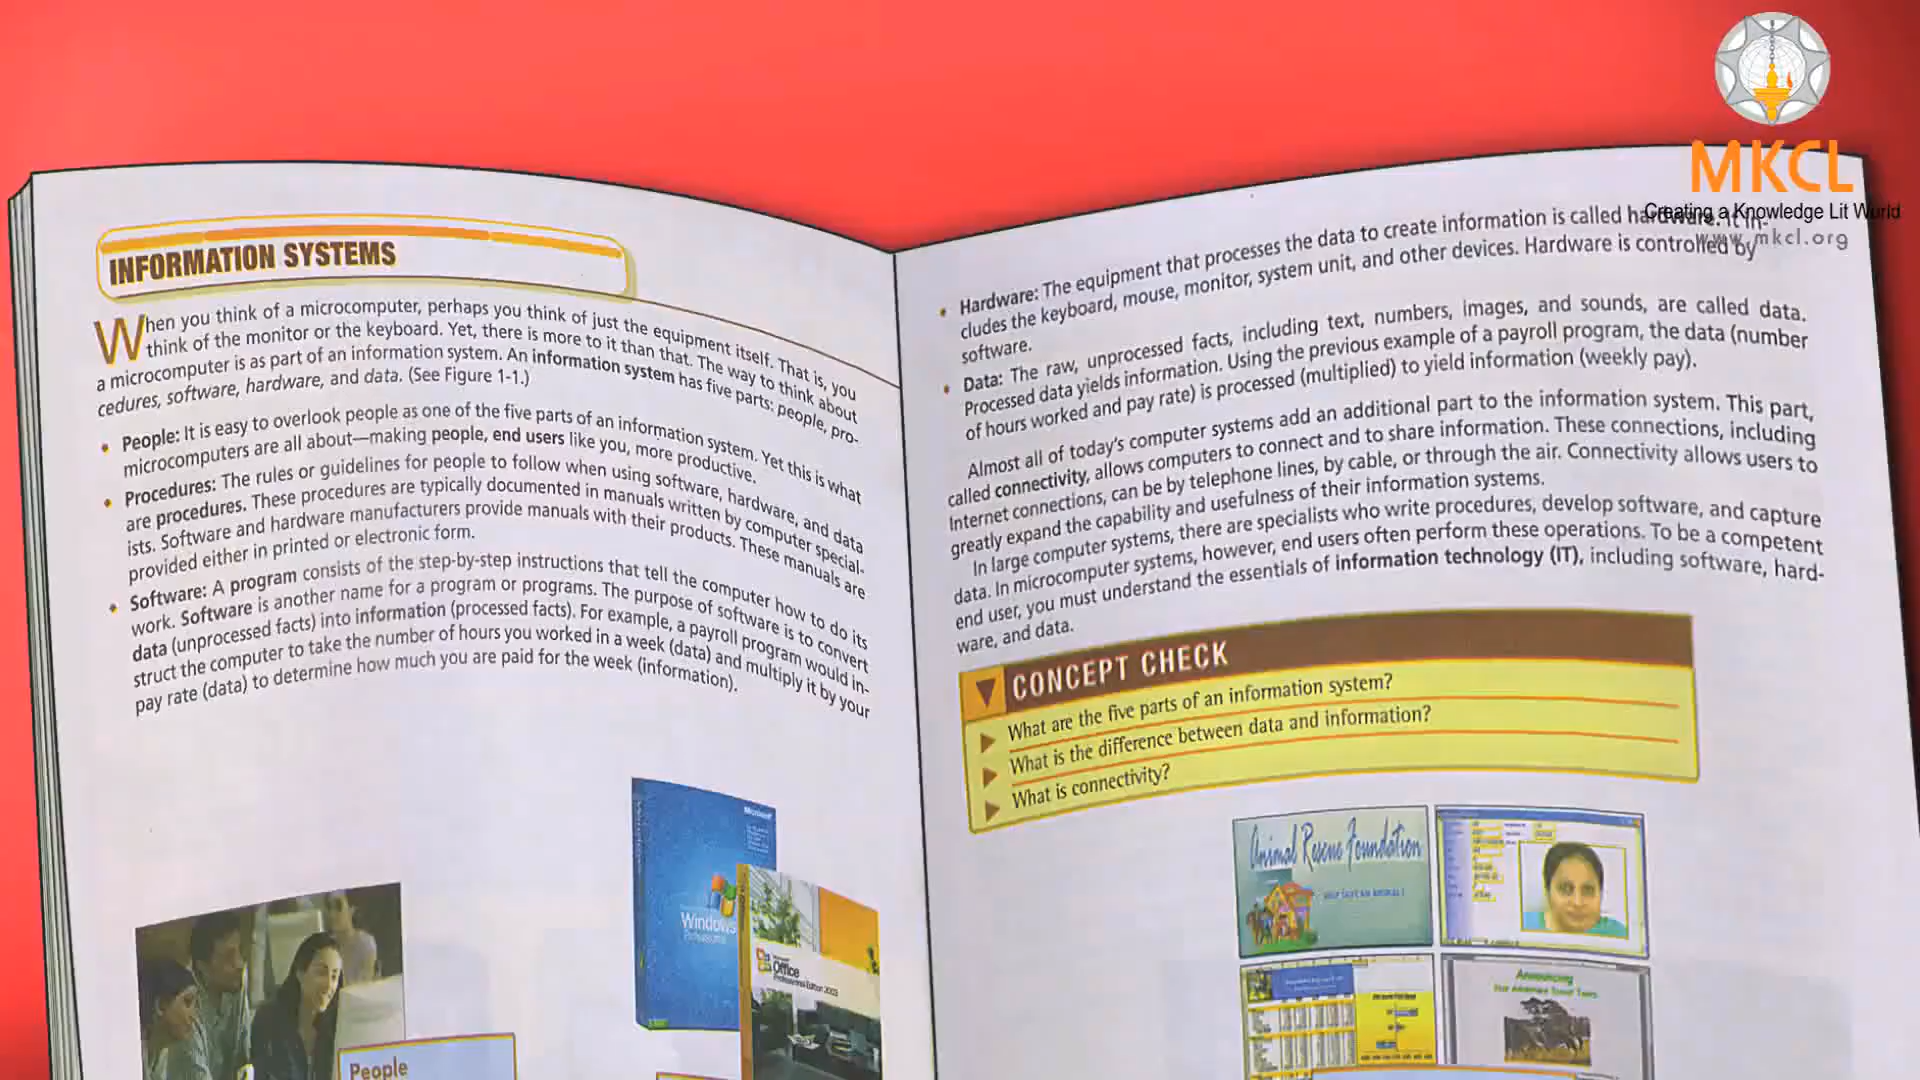 INFORMATION SYSTEMS
When you think of a microcomputer, perhaps you think of just the equipment itself. That is, you
think of the monitor or the keyboard. Yet, there is more to it than that. The way to think about
a microcomputer is as part of an information system. An information system has five parts: people, pro-
cedures, software, hardware, and data. (See Figure 1-1.)
• People: It is easy to overlook people as one of the five parts of an information system. Yet this is what
microcomputers are all about—making people, end users like you, more productive.
• Procedures: The rules or guidelines for people to follow when using software, hardware, and data
are procedures. These procedures are typically documented in manuals written by computer special-
ists. Software and hardware manufacturers provide manuals with their products. These manuals are
provided either in printed or electronic form.
• Software: A program consists of the step-by-step instructions that tell the computer how to do its
work. Software is another name for a program or programs. The purpose of software is to convert
data (unprocessed facts) into information (processed facts). For example, a payroll program would in-
struct the computer to take the number of hours you worked in a week (data) and multiply it by your
pay rate (data) to determine how much you are paid for the week (information).
Microsoft
Windows
Professional
Office
Professional Edition 2003
People
• Hardware: The equipment that processes the data to create information is called hardware. It in-
cludes the keyboard, mouse, monitor, system unit, and other devices. Hardware is controlled by
software.
• Data: The raw, unprocessed facts, including text, numbers, images, and sounds, are called data.
Processed data yields information. Using the previous example of a payroll program, the data (number
of hours worked and pay rate) is processed (multiplied) to yield information (weekly pay).
Almost all of today's computer systems add an additional part to the information system. This part,
called connectivity, allows computers to connect and to share information. These connections, including
Internet connections, can be by telephone lines, by cable, or through the air. Connectivity allows users to
greatly expand the capability and usefulness of their information systems.
In large computer systems, there are specialists who write procedures, develop software, and capture
data. In microcomputer systems, however, end users often perform these operations. To be a competent
end user, you must understand the essentials of information technology (IT), including software, hard-
ware, and data.
CONCEPT CHECK
What are the five parts of an information system?
What is the difference between data and information?
What is connectivity?
Animal Rescue Foundation
Announcing
MKCL
Creating a Knowledge Lit World
www.mkcl.org